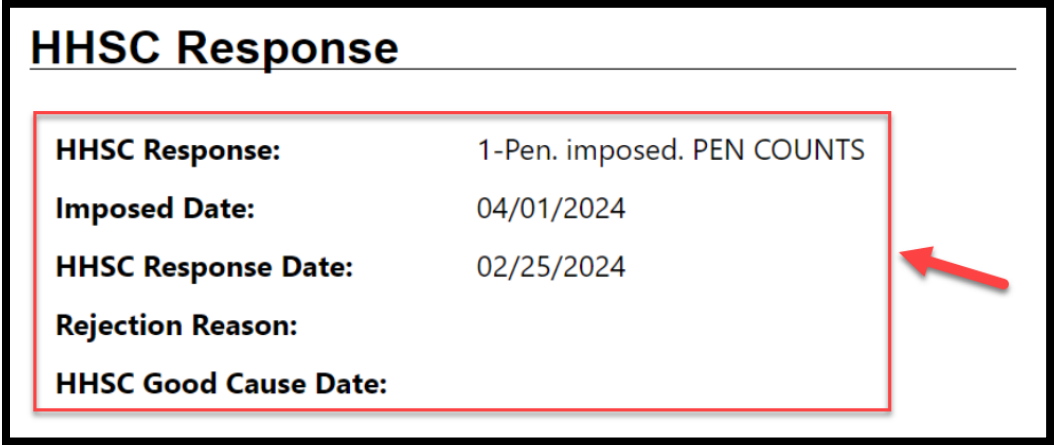 HHSC Response
HHSC Response: 1-Pen. imposed. PEN COUNTS
Imposed Date: 04/01/2024
HHSC Response Date: 02/25/2024
Rejection Reason:
HHSC Good Cause Date: